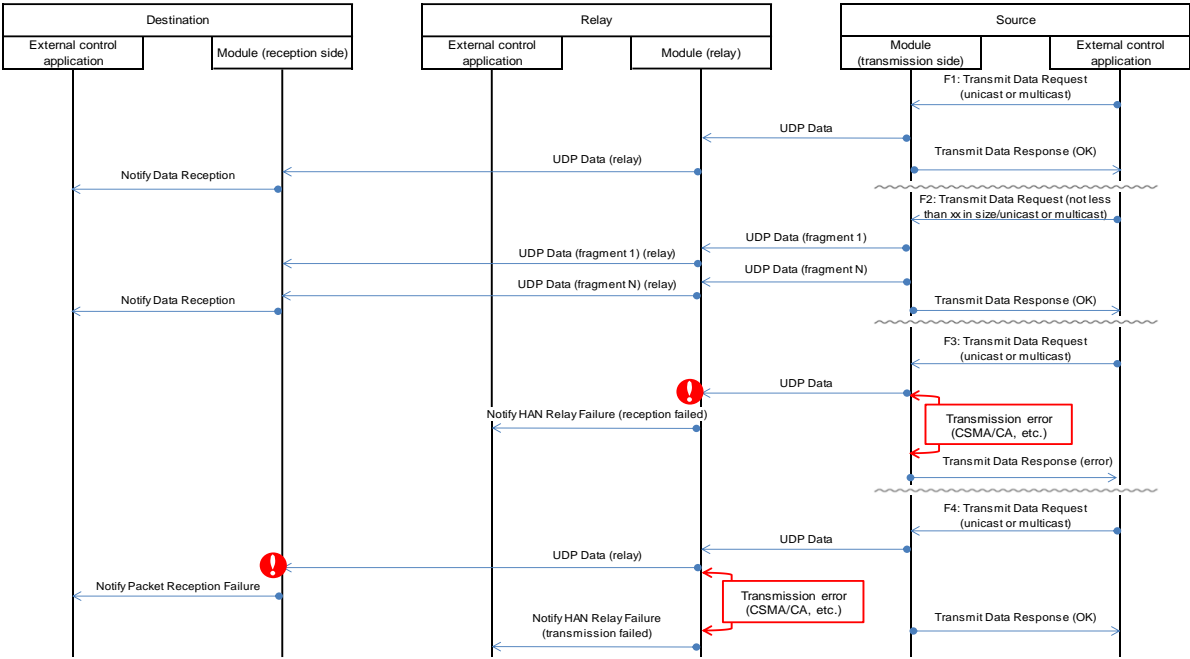 Destination
Relay
Source
External control
application
Module (reception side)
External control
application
Module (relay)
Module
(transmission side)
External control
application
F1: Transmit Data Request
(unicast or multicast)
UDP Data
Transmit Data Response (OK)
UDP Data (relay)
Notify Data Reception
F2: Transmit Data Request (not less
than xx in size/unicast or multicast)
UDP Data (fragment 1)
UDP Data (fragment 1) (relay)
UDP Data (fragment N)
UDP Data (fragment N) (relay)
Notify Data Reception
Transmit Data Response (OK)
F3: Transmit Data Request
(unicast or multicast)
UDP Data
Notify HAN Relay Failure (reception failed)
Transmission error
(CSMA/CA, etc.)
Transmit Data Response (error)
F4: Transmit Data Request
(unicast or multicast)
UDP Data
UDP Data (relay)
Notify Packet Reception Failure
Transmission error
(CSMA/CA, etc.)
Notify HAN Relay Failure
(transmission failed)
Transmit Data Response (OK)